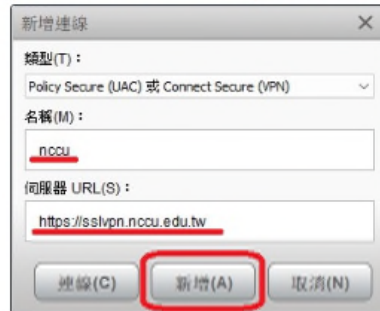 新增連線
類型(T)：
Policy Secure (UAC) 或 Connect Secure (VPN)
名稱(M)：
nccu
伺服器 URL(S)：
https://sslvpn.nccu.edu.tw
連線(C) 新增(A) 取消(N)